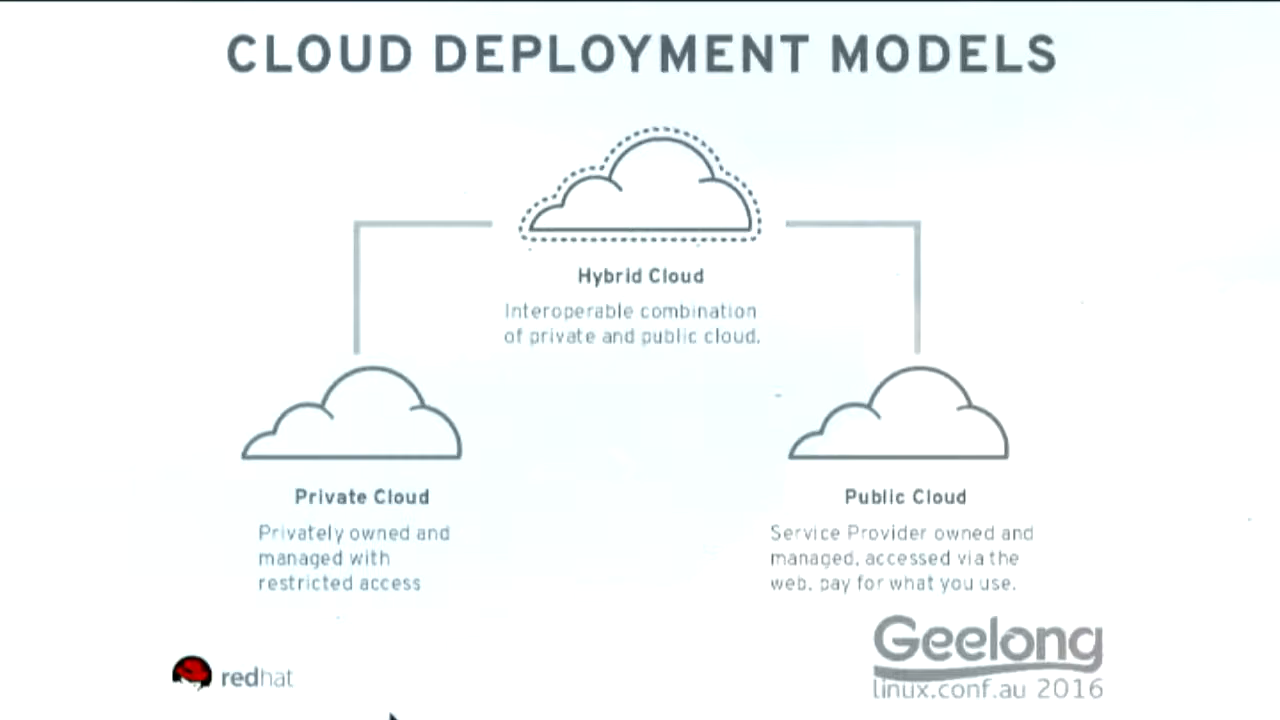 CLOUD DEPLOYMENT MODELS
Hybrid Cloud
Interoperable combination
of private and public cloud.
Private Cloud
Privately owned and
managed with
restricted access
Public Cloud
Service Provider owned and
managed, accessed via the
web, pay for what you use.
redhat
Geelong
linux.conf.au 2016